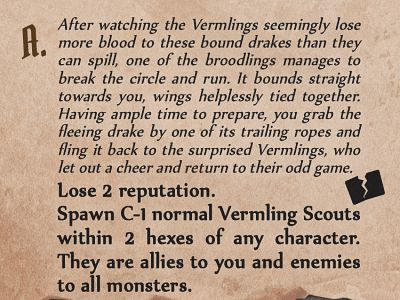 A. After watching the Vermlings seemingly lose
more blood to these bound drakes than they
can spill, one of the broodlings manages to
break the circle and run. It bounds straight
towards you, wings helplessly tied together.
Having ample time to prepare, you grab the
fleeing drake by one of its trailing ropes and
fling it back to the surprised Vermlings, who
let out a cheer and return to their odd game.
Lose 2 reputation.
Spawn C-1 normal Vermling Scouts
within 2 hexes of any character.
They are allies to you and enemies
to all monsters.